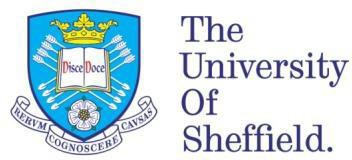 Disce Doce
RERVM COGNOSCERE CAVSAS
The
University
Of
Sheffield.